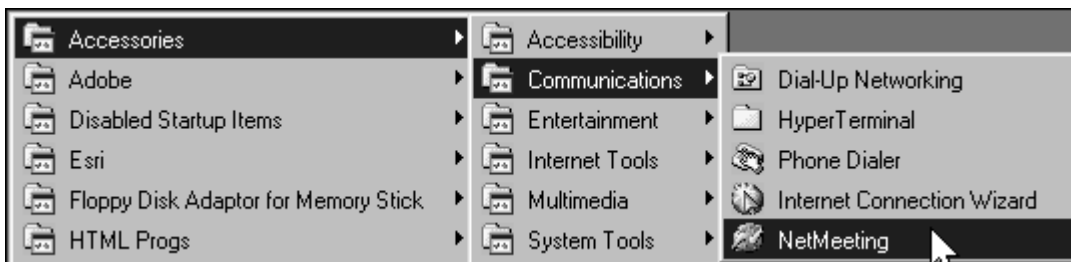 Accessories
Adobe
Disabled Startup Items
Esri
Floppy Disk Adaptor for Memory Stick
HTML Progs
Accessibility
Communications
Entertainment
Internet Tools
Multimedia
System Tools
Dial-Up Networking
HyperTerminal
Phone Dialer
Internet Connection Wizard
NetMeeting